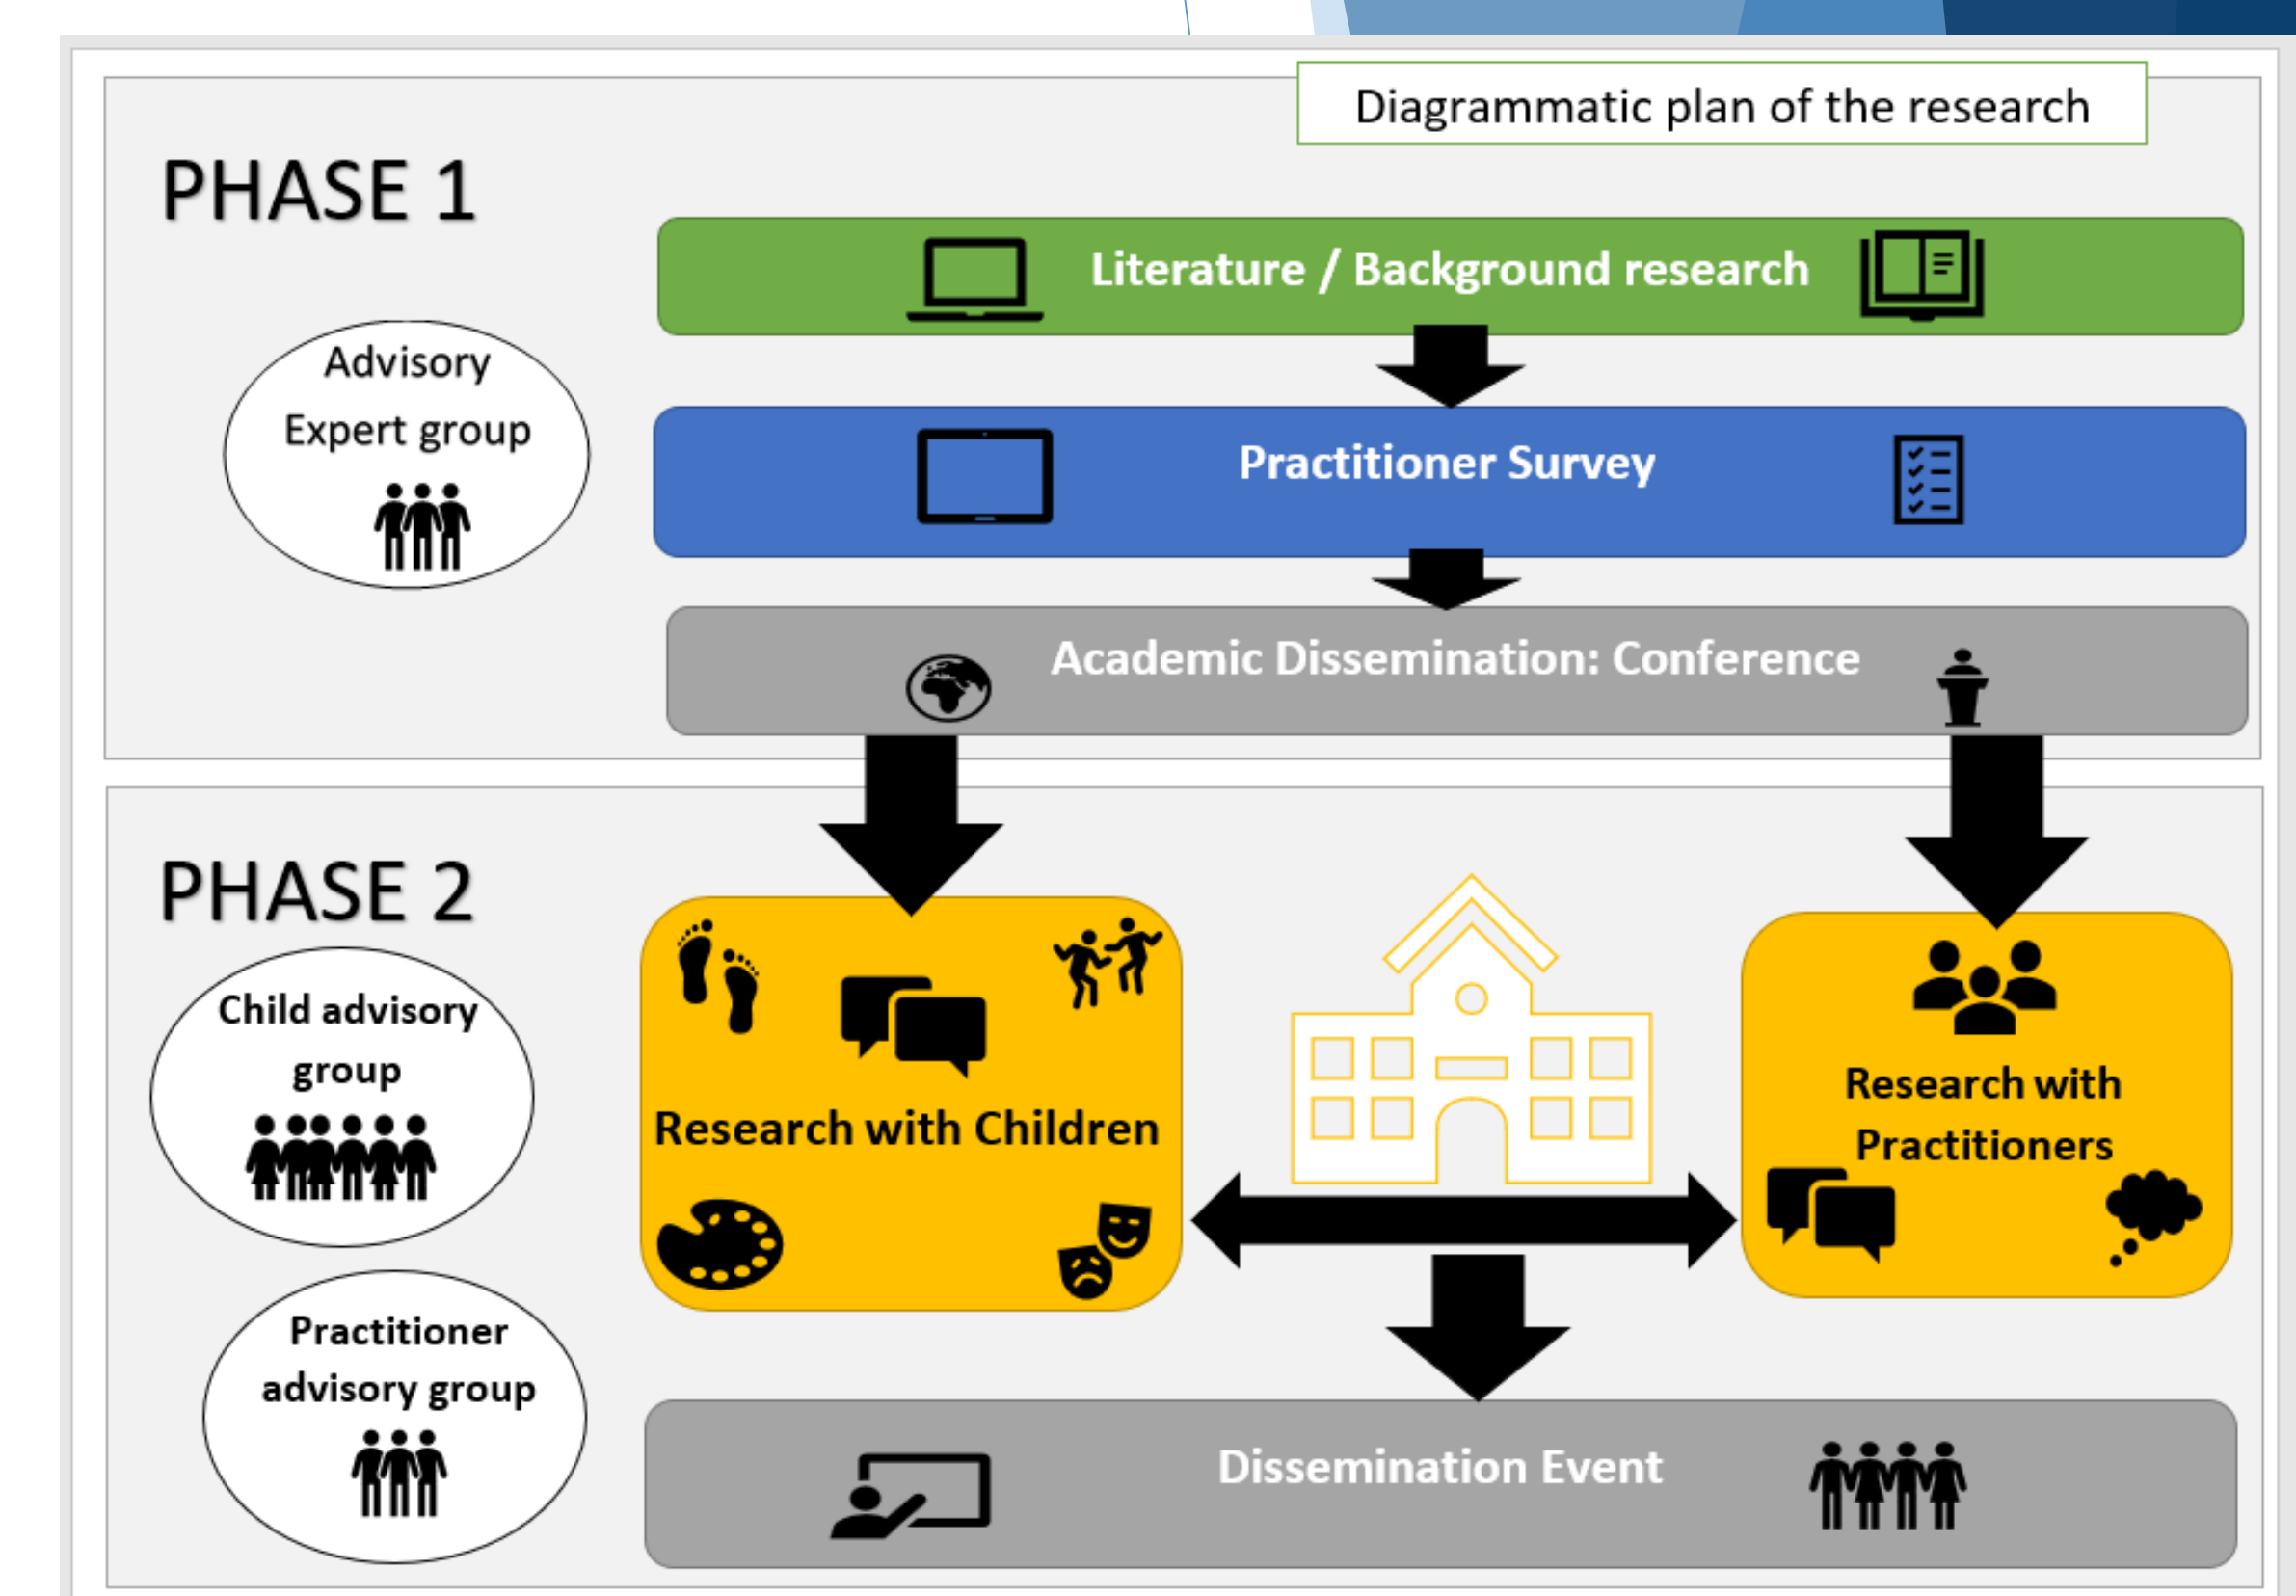 Diagrammatic plan of the research
PHASE 1
Literature / Background research
Advisory
Expert group
Practitioner Survey
Academic Dissemination: Conference
PHASE 2
Child advisory
group
Research with Children
Research with
Practitioners
Practitioner
advisory group
Dissemination Event